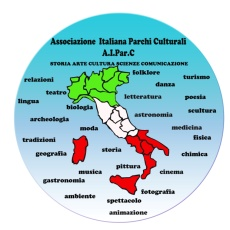 Associazione Italiana Parchi Culturali
A.I.Par.C
STORIA ARTE CULTURA SCIENZE COMUNICAZIONE
relazioni
folklore
turismo
teatro
danza
lingua
biologia
letteratura
poesia
archeologia
astronomia
scultura
moda
medicina
tradizioni
fisica
geografia
storia
chimica
pittura
musica
cinema
gastronomia
fotografia
ambiente
spettacolo
animazione